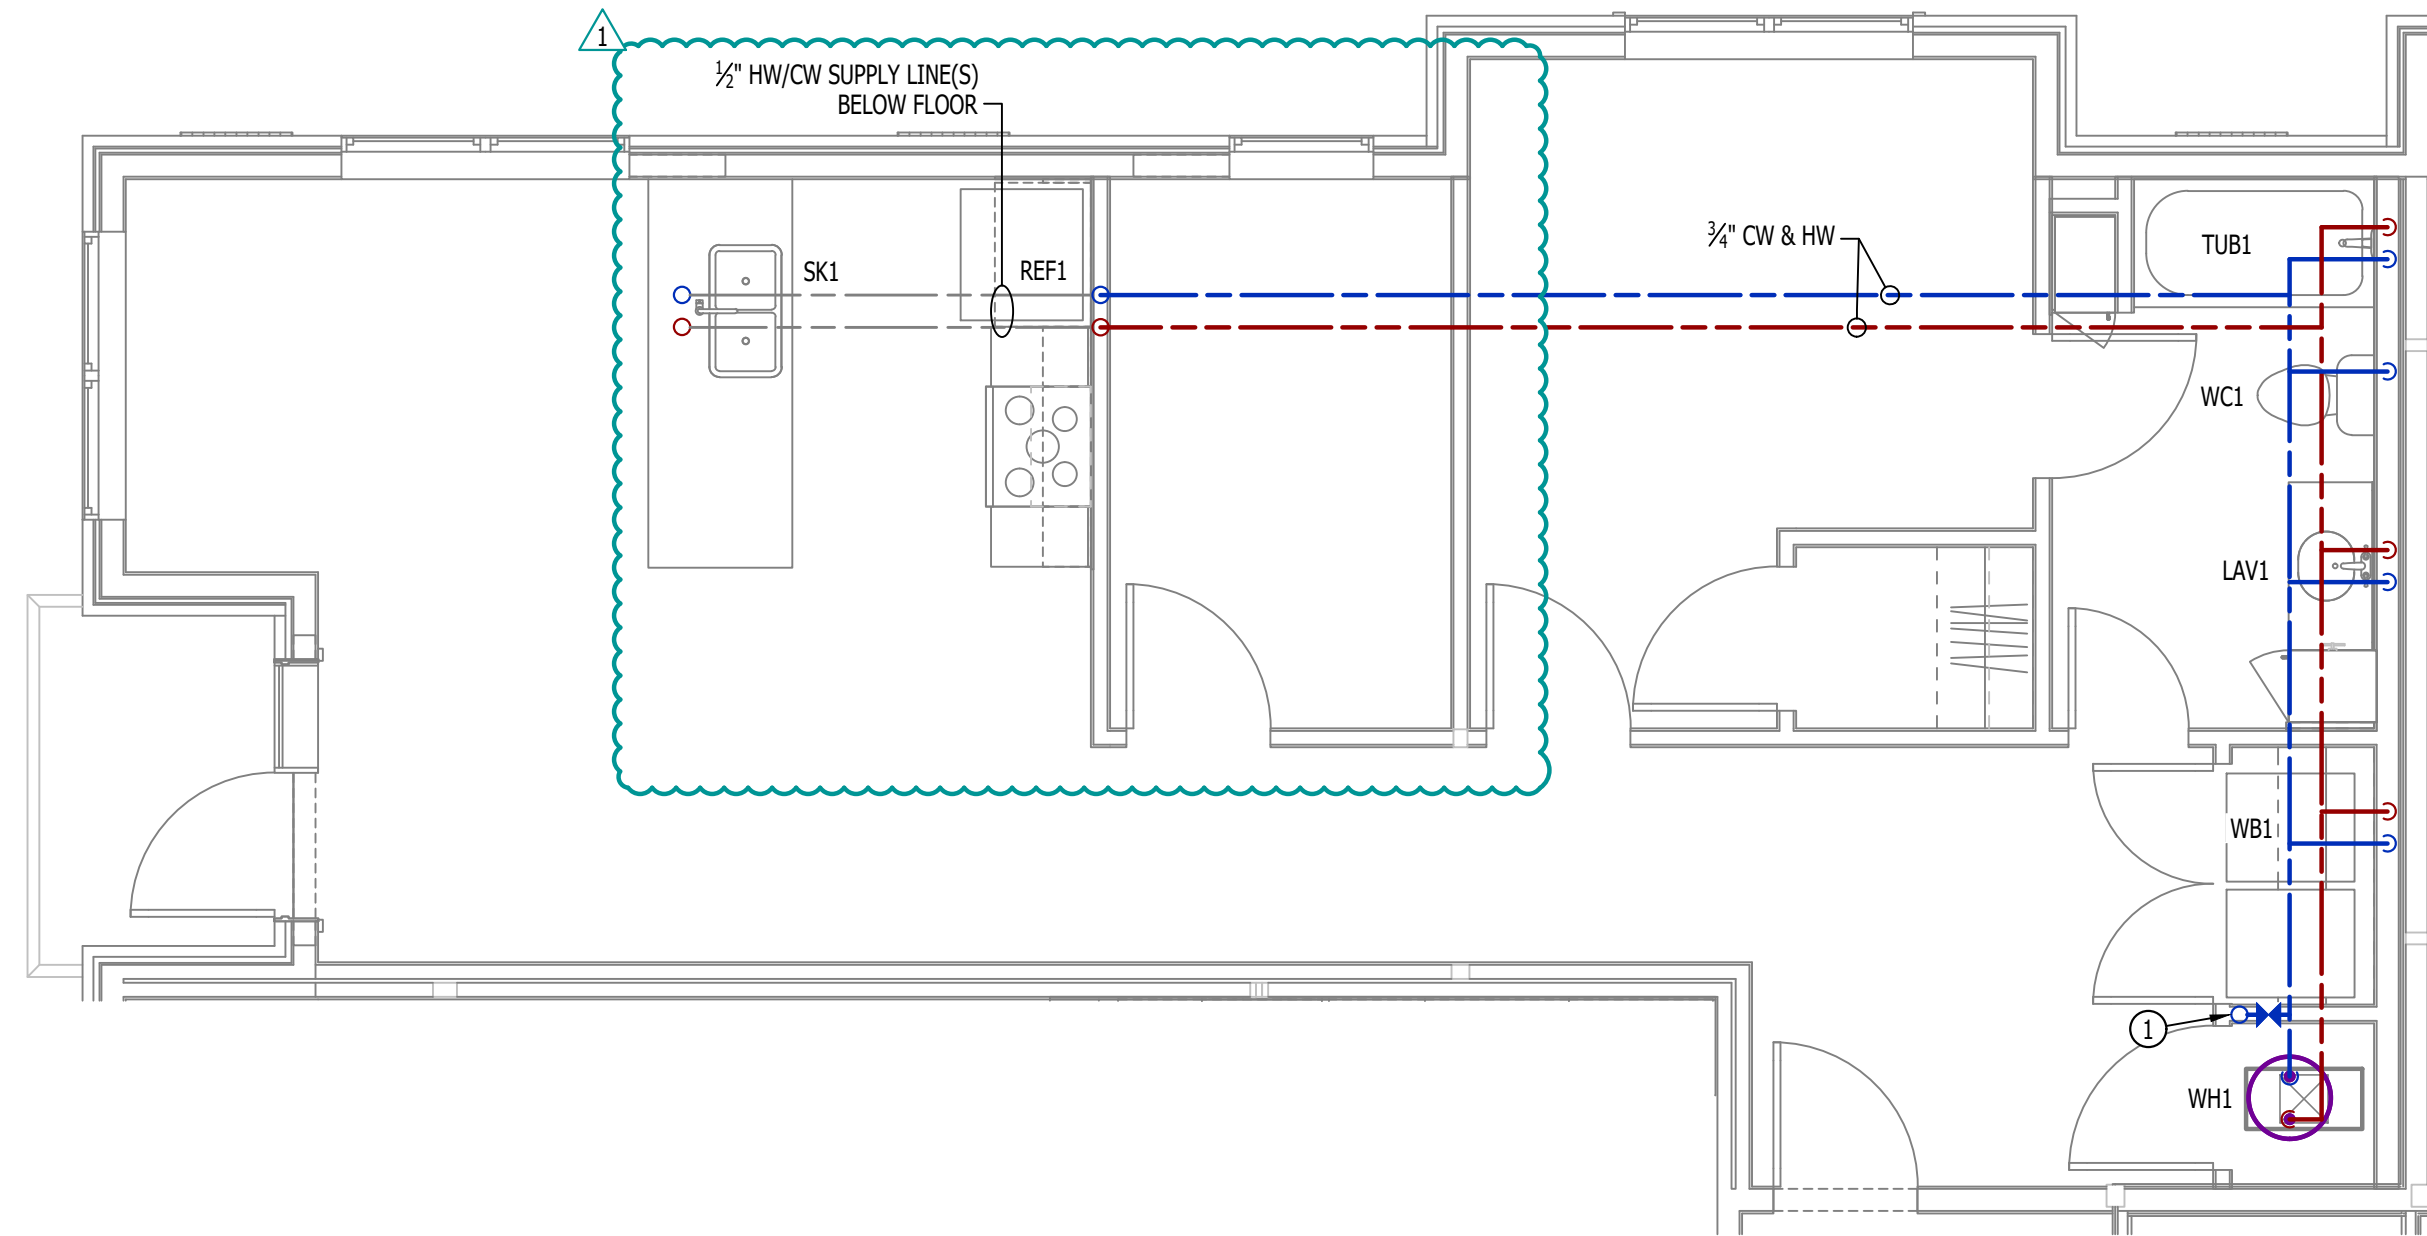 1
½" HW/CW SUPPLY LINE(S)
BELOW FLOOR
¾" CW & HW
TUB1
SK1
REF1
WC1
LAV1
WB1
1
WH1